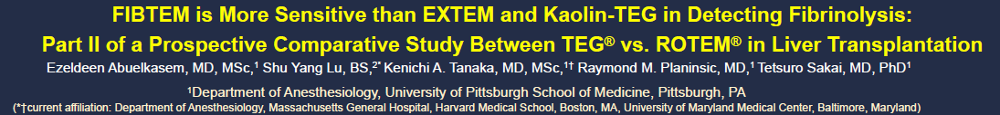 FIBTEM is More Sensitive than EXTEM and Kaolin-TEG in Detecting Fibrinolysis:
Part II of a Prospective Comparative Study Between TEG® vs. ROTEM® in Liver Transplantation
Ezeldeen Abuelkasem, MD, MSc,¹ Shu Yang Lu, BS,²* Kenichi A. Tanaka, MD, MSc,¹† Raymond M. Planinsic, MD,¹ Tetsuro Sakai, MD, PhD¹
¹Department of Anesthesiology, University of Pittsburgh School of Medicine, Pittsburgh, PA
(*†current affiliation: Department of Anesthesiology, Massachusetts General Hospital, Harvard Medical School, Boston, MA, University of Maryland Medical Center, Baltimore, Maryland)